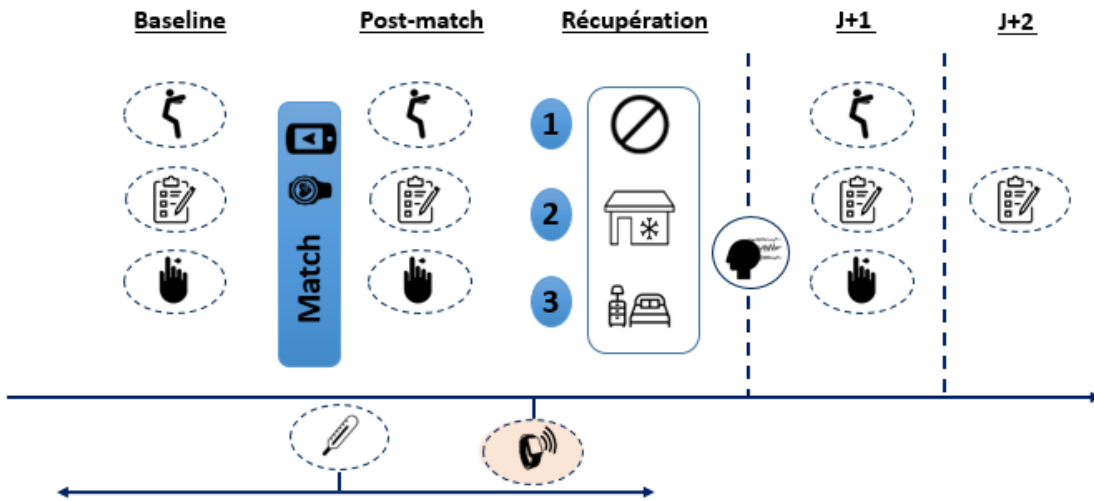 Baseline
Post-match
Récupération
J+1
J+2
Match
1
2
3